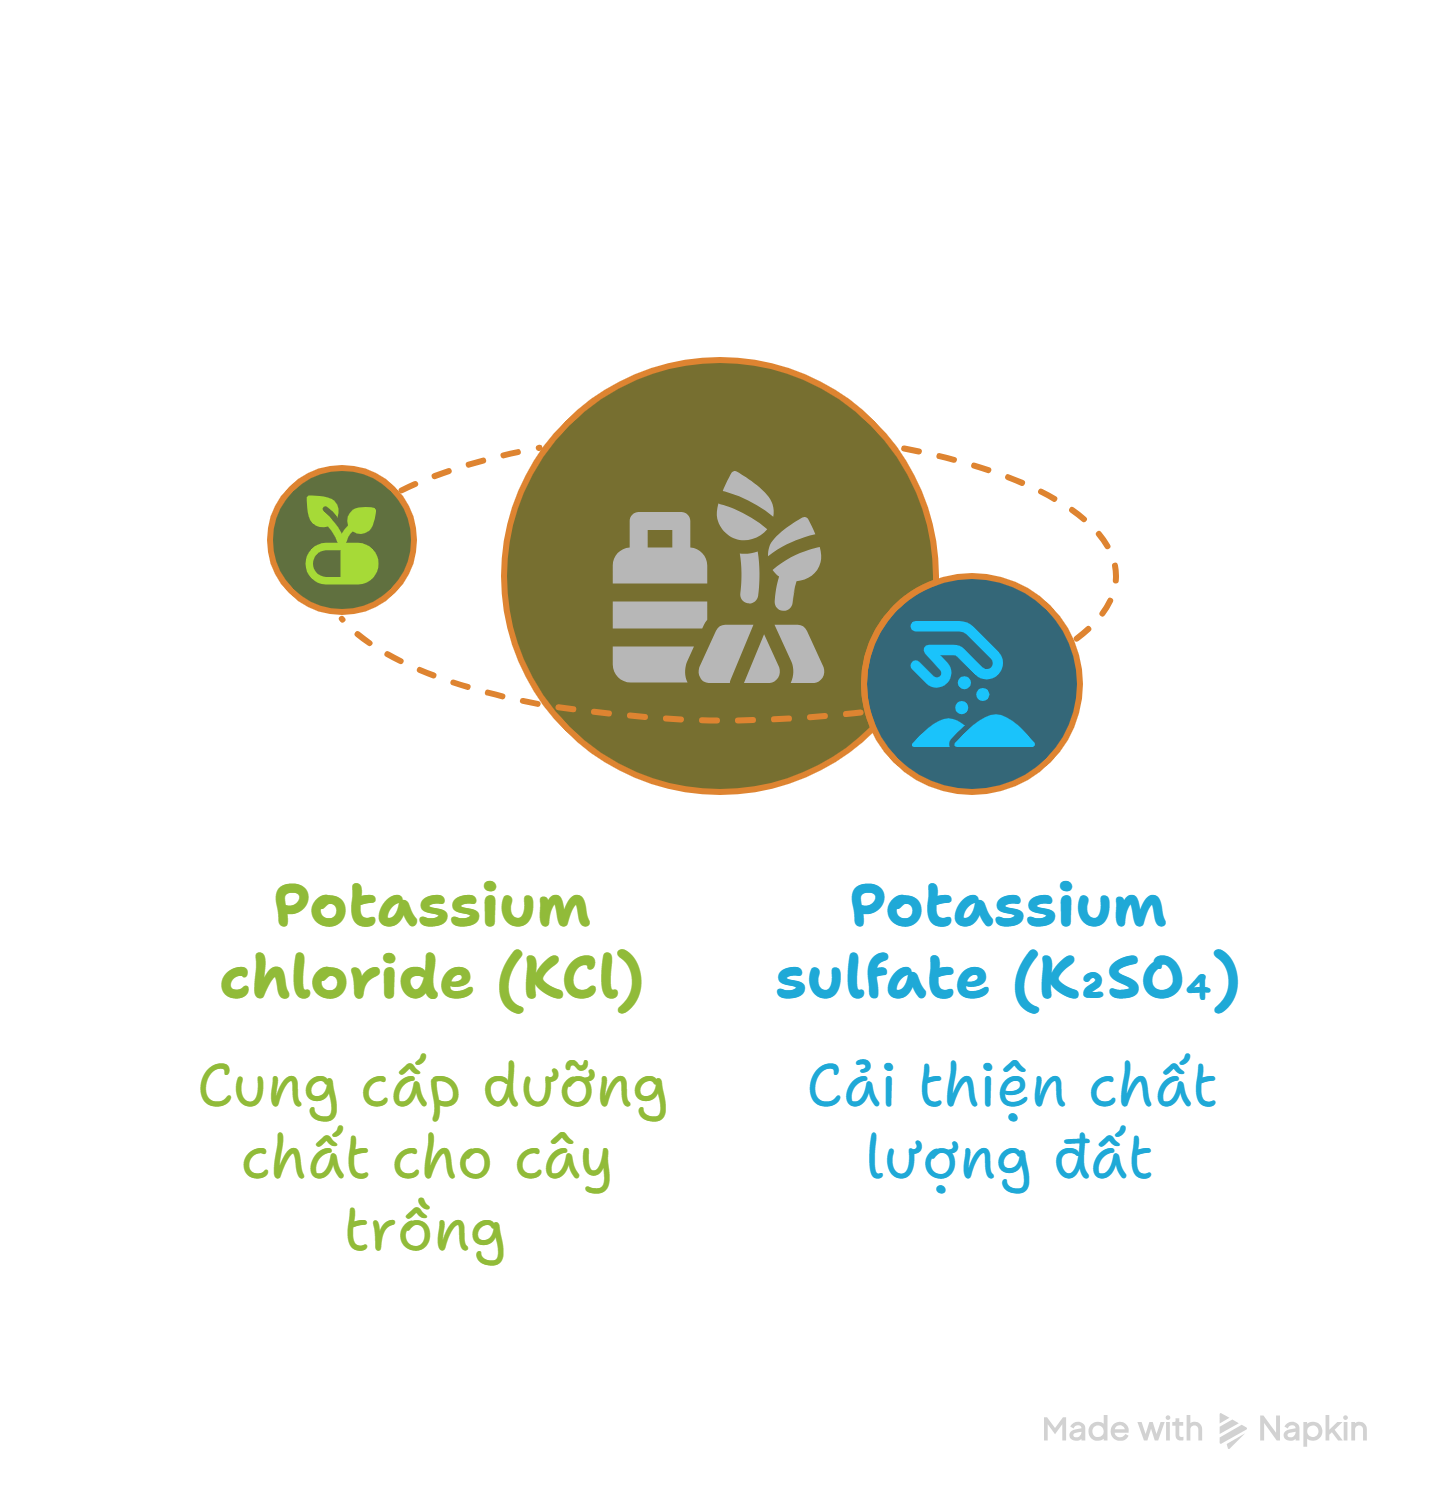 Potassium
chloride (KCl)
Cung cấp dưỡng
chất cho cây
trồng
Potassium
sulfate (K₂SO₄)
Cải thiện chất
lượng đất
Made with Napkin